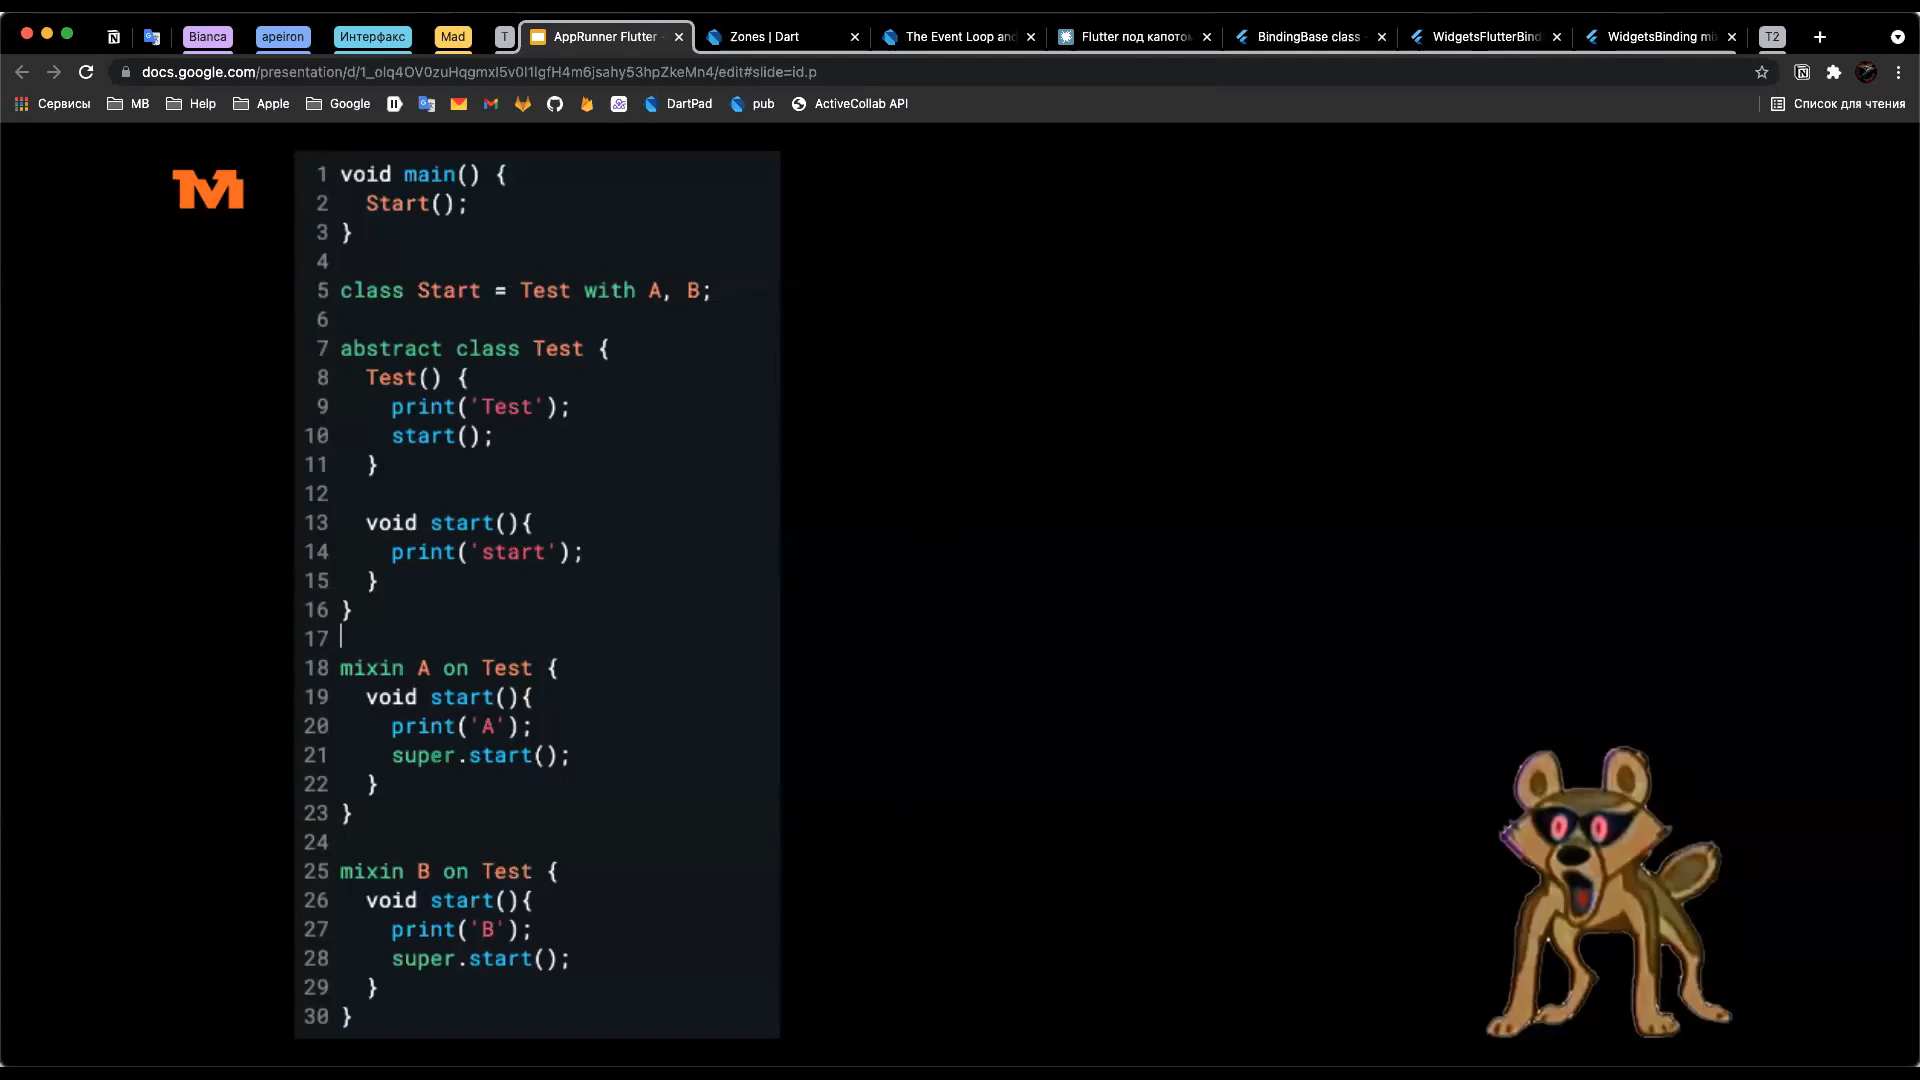 Bianca
apeiron
Интерфакс
Mad
T
AppRunner Flutter -
Zones | Dart
The Event Loop and
Flutter под капотом
BindingBase class -
WidgetsFlutterBind
WidgetsBinding mi
T2
docs.google.com/presentation/d/1_olq4OV0zuHqgmxI5v0l1IgfH4m6jsahy53hpZkeMn4/edit#slide=id.p
Сервисы
MB
Help
Apple
Google
DartPad
pub
ActiveCollab API
Список для чтения
M
1 void main() {
2 Start();
3 }
4
5 class Start = Test with A, B;
6
7 abstract class Test {
8 Test() {
9 print('Test');
10 start();
11 }
12
13 void start(){
14 print('start');
15 }
16 }
17
18 mixin A on Test {
19 void start(){
20 print('A');
21 super.start();
22 }
23 }
24
25 mixin B on Test {
26 void start(){
27 print('B');
28 super.start();
29 }
30 }